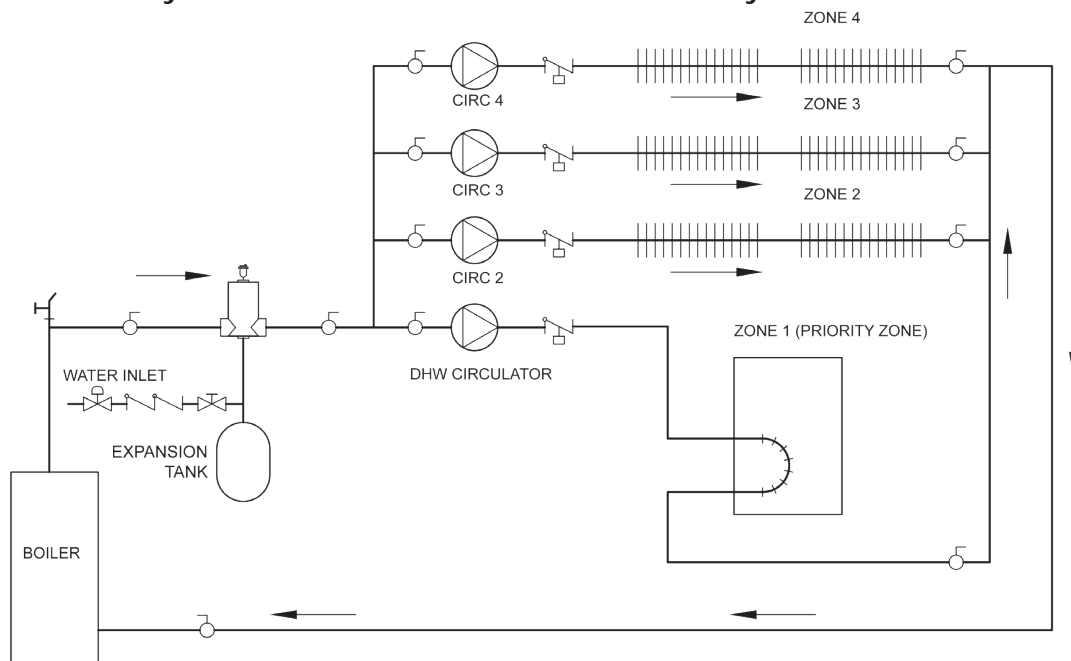 ZONE 4
CIRC 4
ZONE 3
CIRC 3
ZONE 2
CIRC 2
ZONE 1 (PRIORITY ZONE)
DHW CIRCULATOR
WATER INLET
EXPANSION
TANK
BOILER